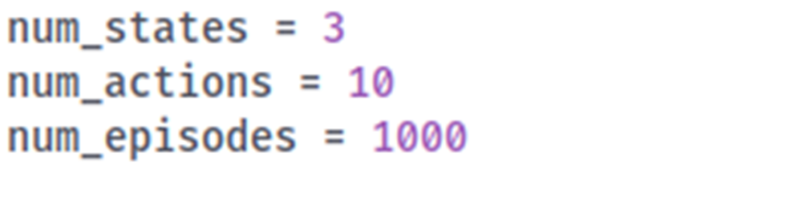 num_states = 3
num_actions = 10
num_episodes = 1000